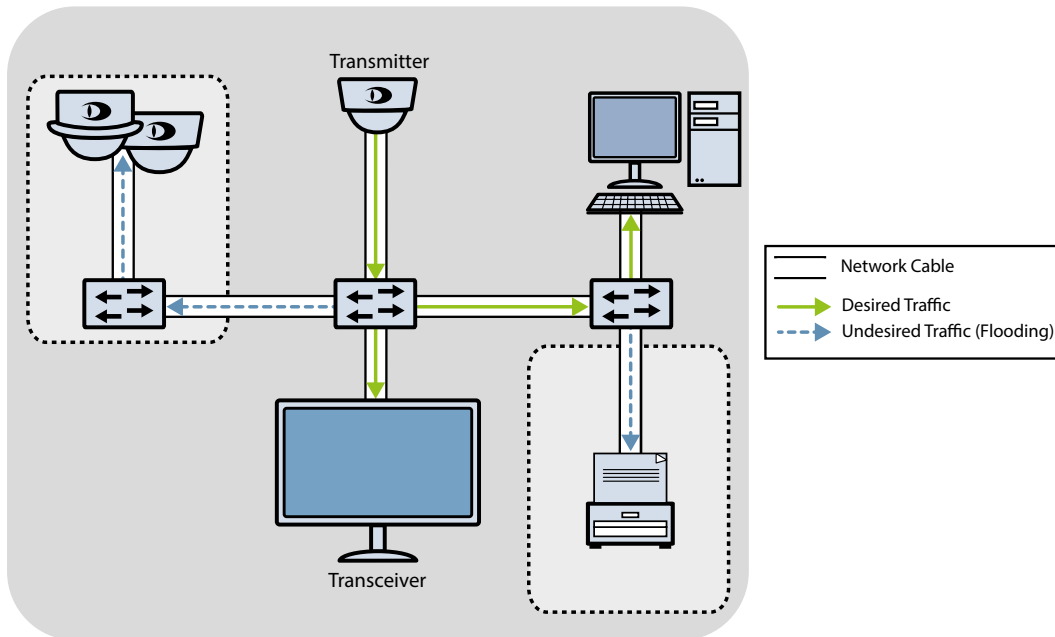 Transmitter
Network Cable
Desired Traffic
Undesired Traffic (Flooding)
Transceiver